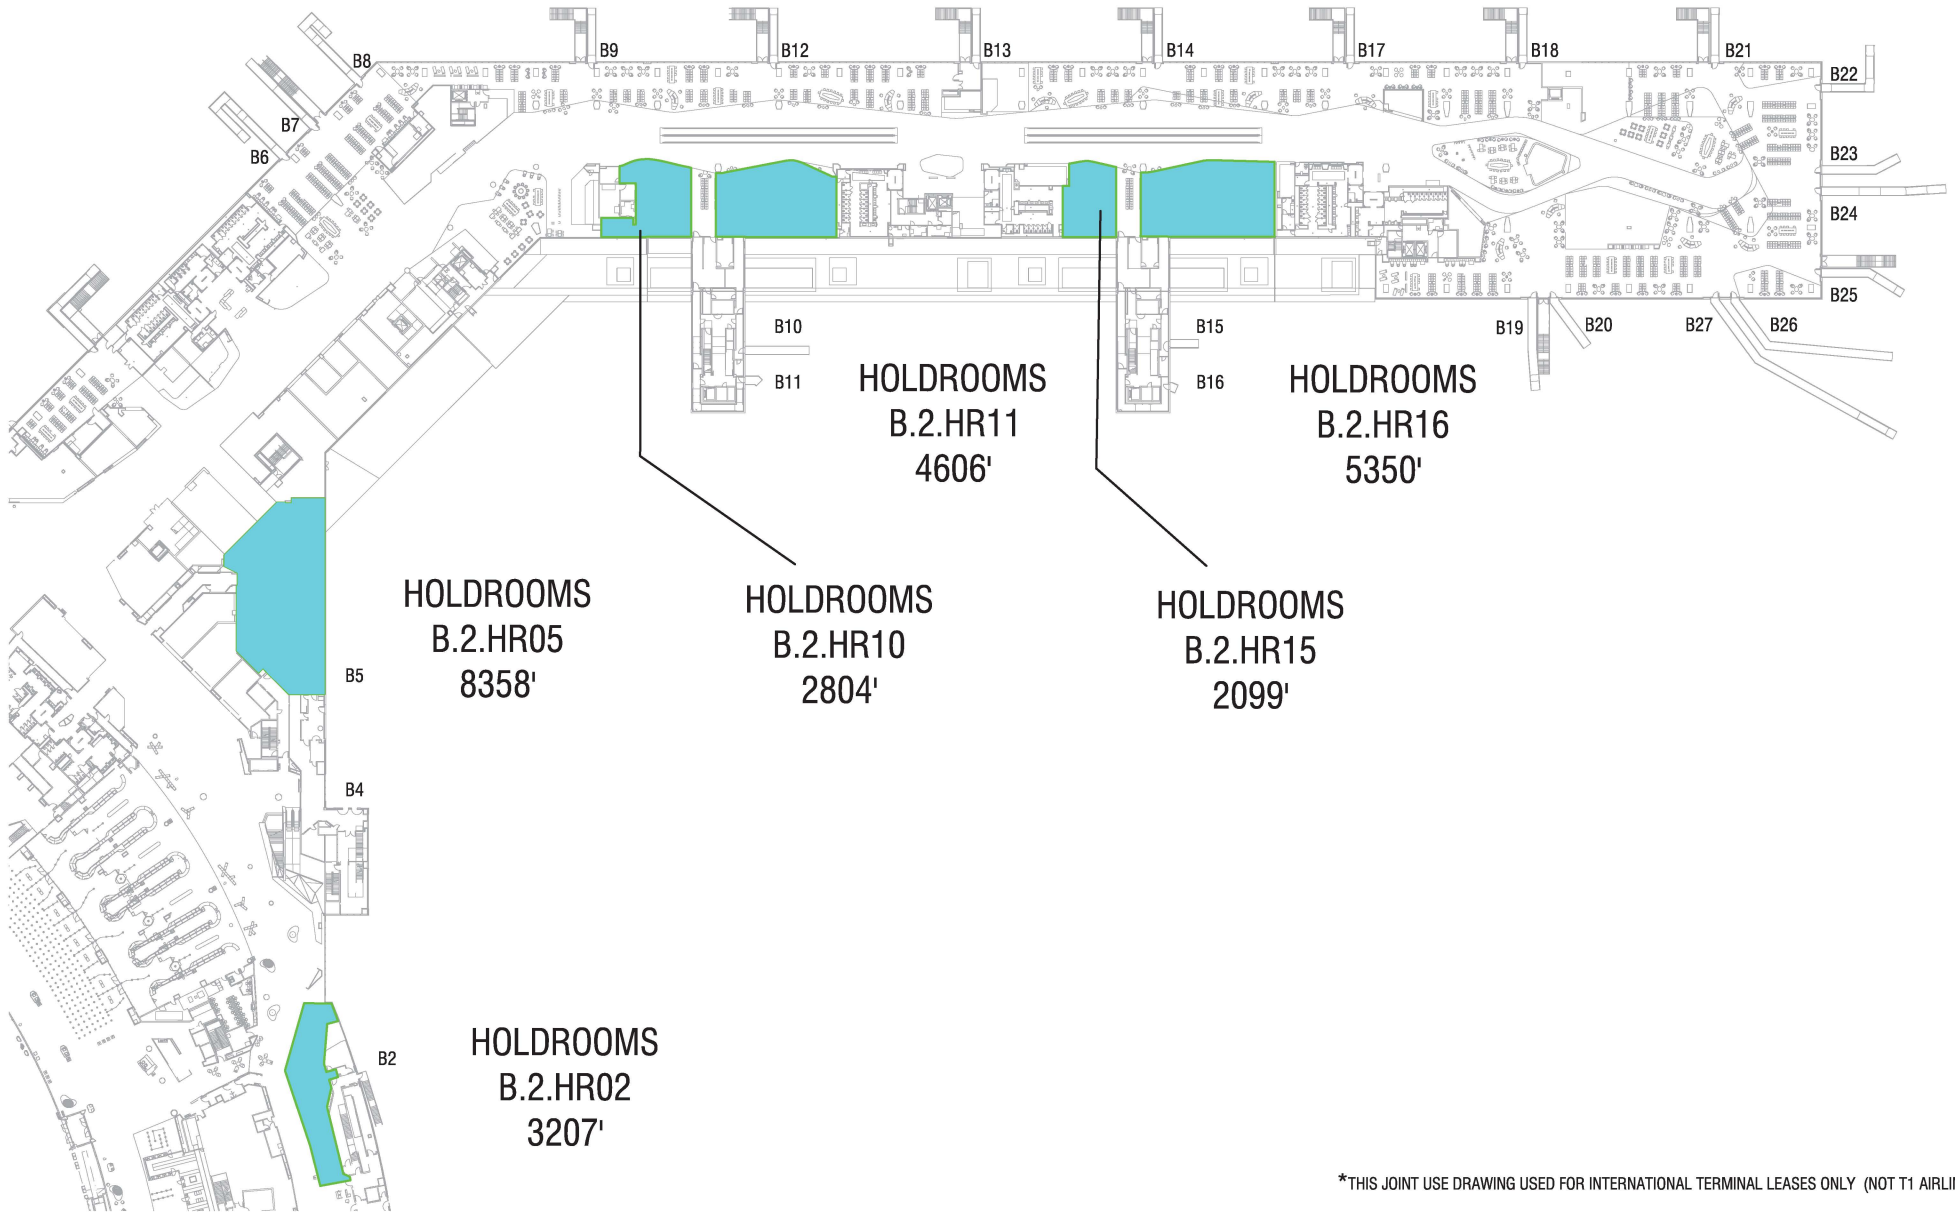 B9
B12
B13
B14
B17
B18
B21
B8
B22
B7
B6
B23
B24
B25
B10
B15
B19
B20
B27
B26
B11
B16
HOLDROOMS
B.2.HR11
4606'
HOLDROOMS
B.2.HR16
5350'
HOLDROOMS
B.2.HR05
8358'
HOLDROOMS
B.2.HR10
2804'
HOLDROOMS
B.2.HR15
2099'
B5
B4
B2
HOLDROOMS
B.2.HR02
3207'
*THIS JOINT USE DRAWING USED FOR INTERNATIONAL TERMINAL LEASES ONLY (NOT T1